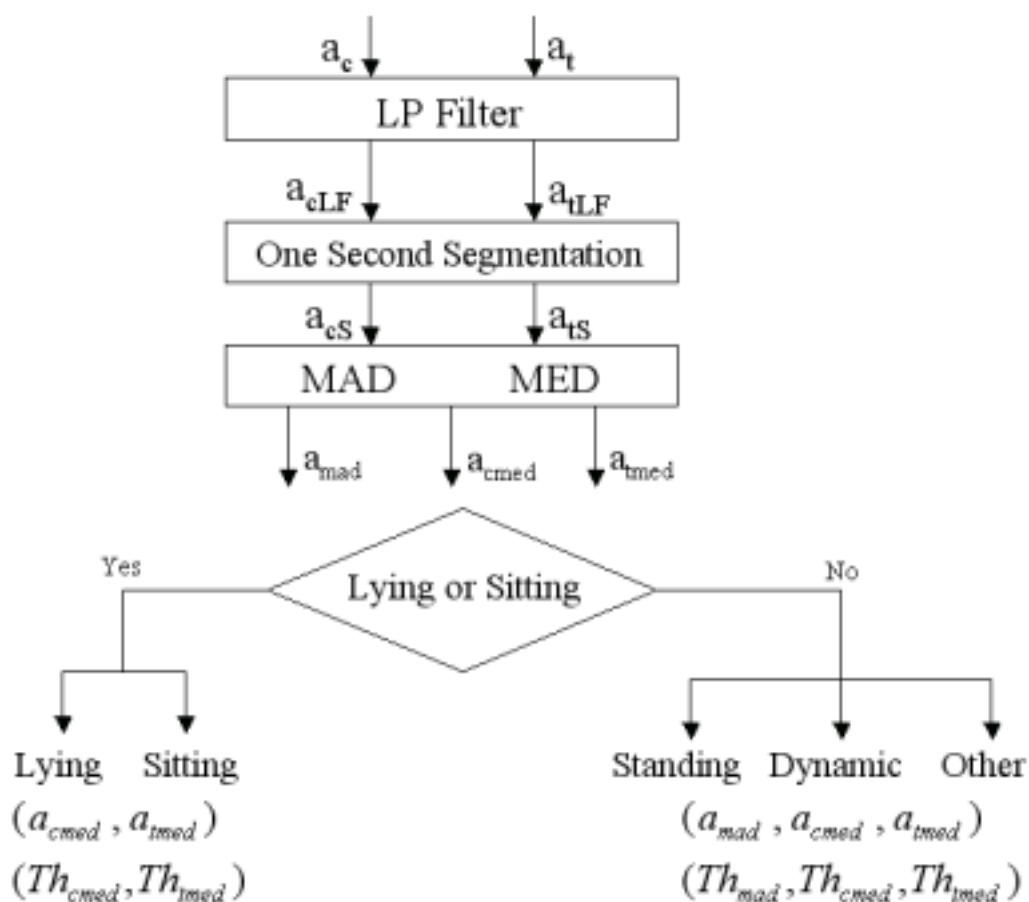 a_c a_t
LP Filter
a_cLF a_tLF
One Second Segmentation
a_cS a_tS
MAD MED
a_mad a_cmed a_tmed
Yes Lying or Sitting No
Lying Sitting Standing Dynamic Other
(a_cmed , a_tmed) (a_mad , a_cmed , a_tmed)
(Th_cmed, Th_tmed) (Th_mad, Th_cmed, Th_tmed)